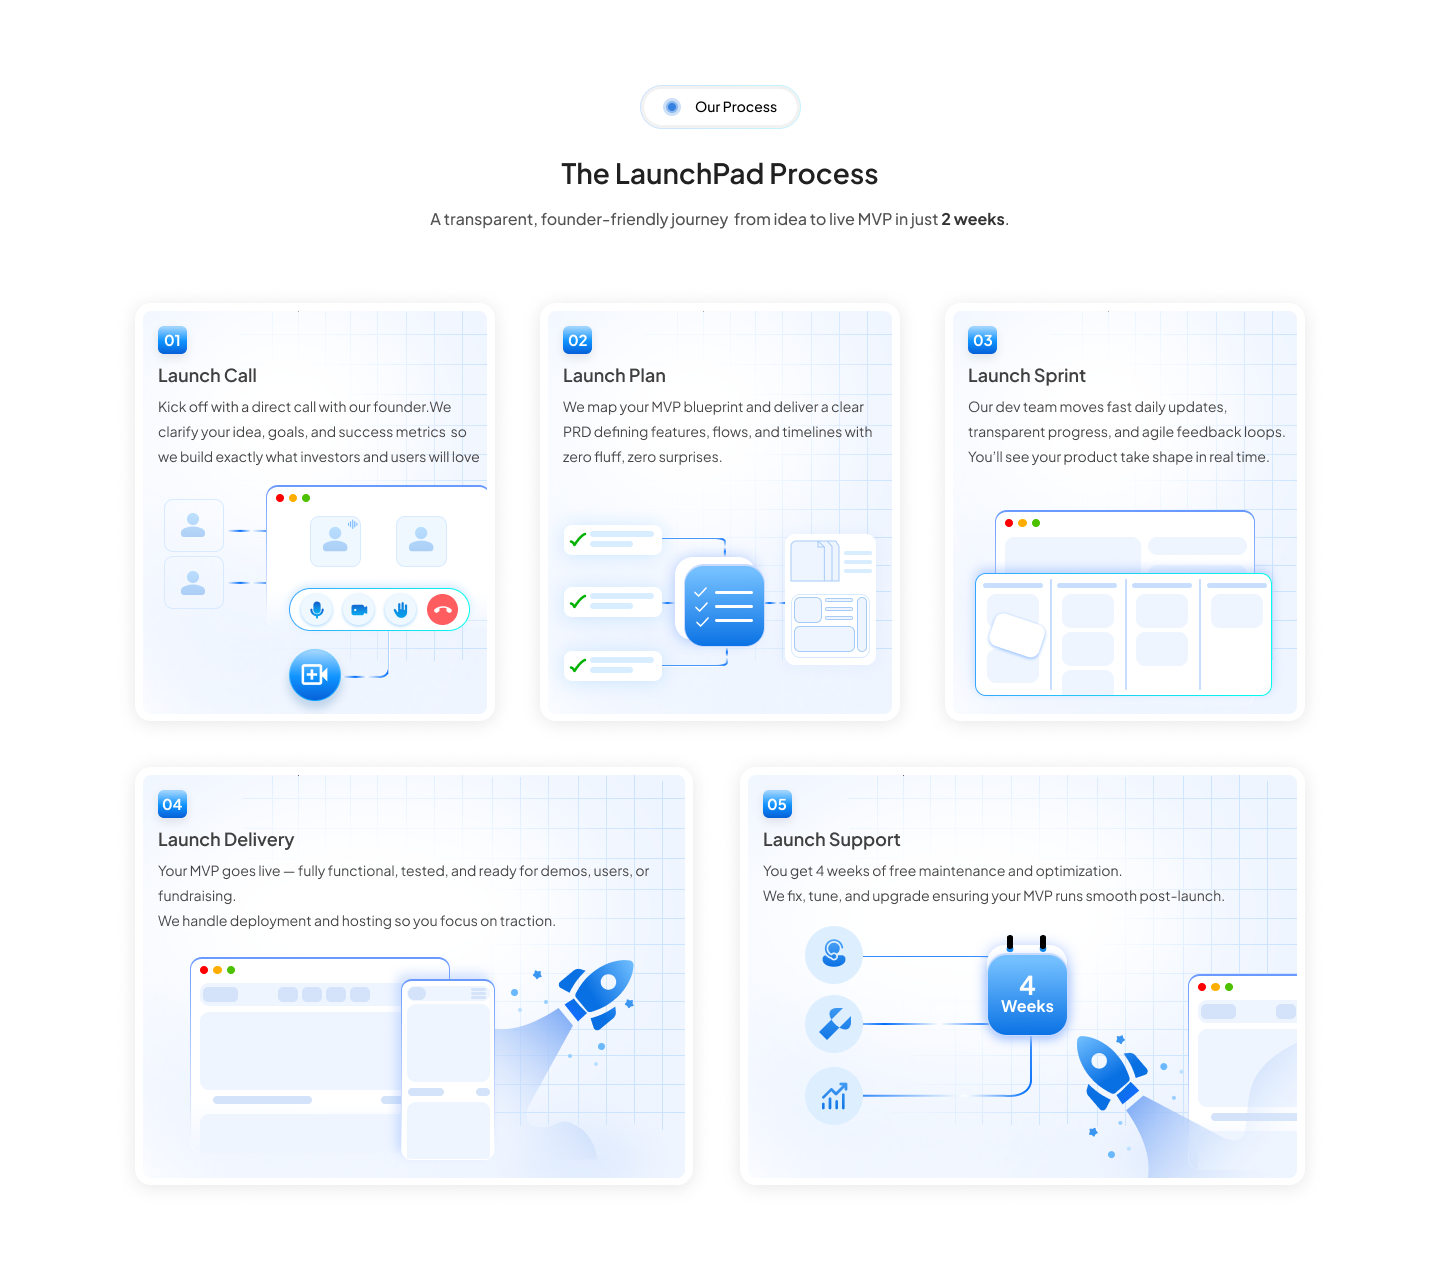 Our Process
The LaunchPad Process
A transparent, founder-friendly journey from idea to live MVP in just 2 weeks.
01
Launch Call
Kick off with a direct call with our founder.We
clarify your idea, goals, and success metrics so
we build exactly what investors and users will love
02
Launch Plan
We map your MVP blueprint and deliver a clear
PRD defining features, flows, and timelines with
zero fluff, zero surprises.
03
Launch Sprint
Our dev team moves fast daily updates,
transparent progress, and agile feedback loops.
You'll see your product take shape in real time.
04
Launch Delivery
Your MVP goes live — fully functional, tested, and ready for demos, users, or
fundraising.
We handle deployment and hosting so you focus on traction.
05
Launch Support
You get 4 weeks of free maintenance and optimization.
We fix, tune, and upgrade ensuring your MVP runs smooth post-launch.
4
Weeks